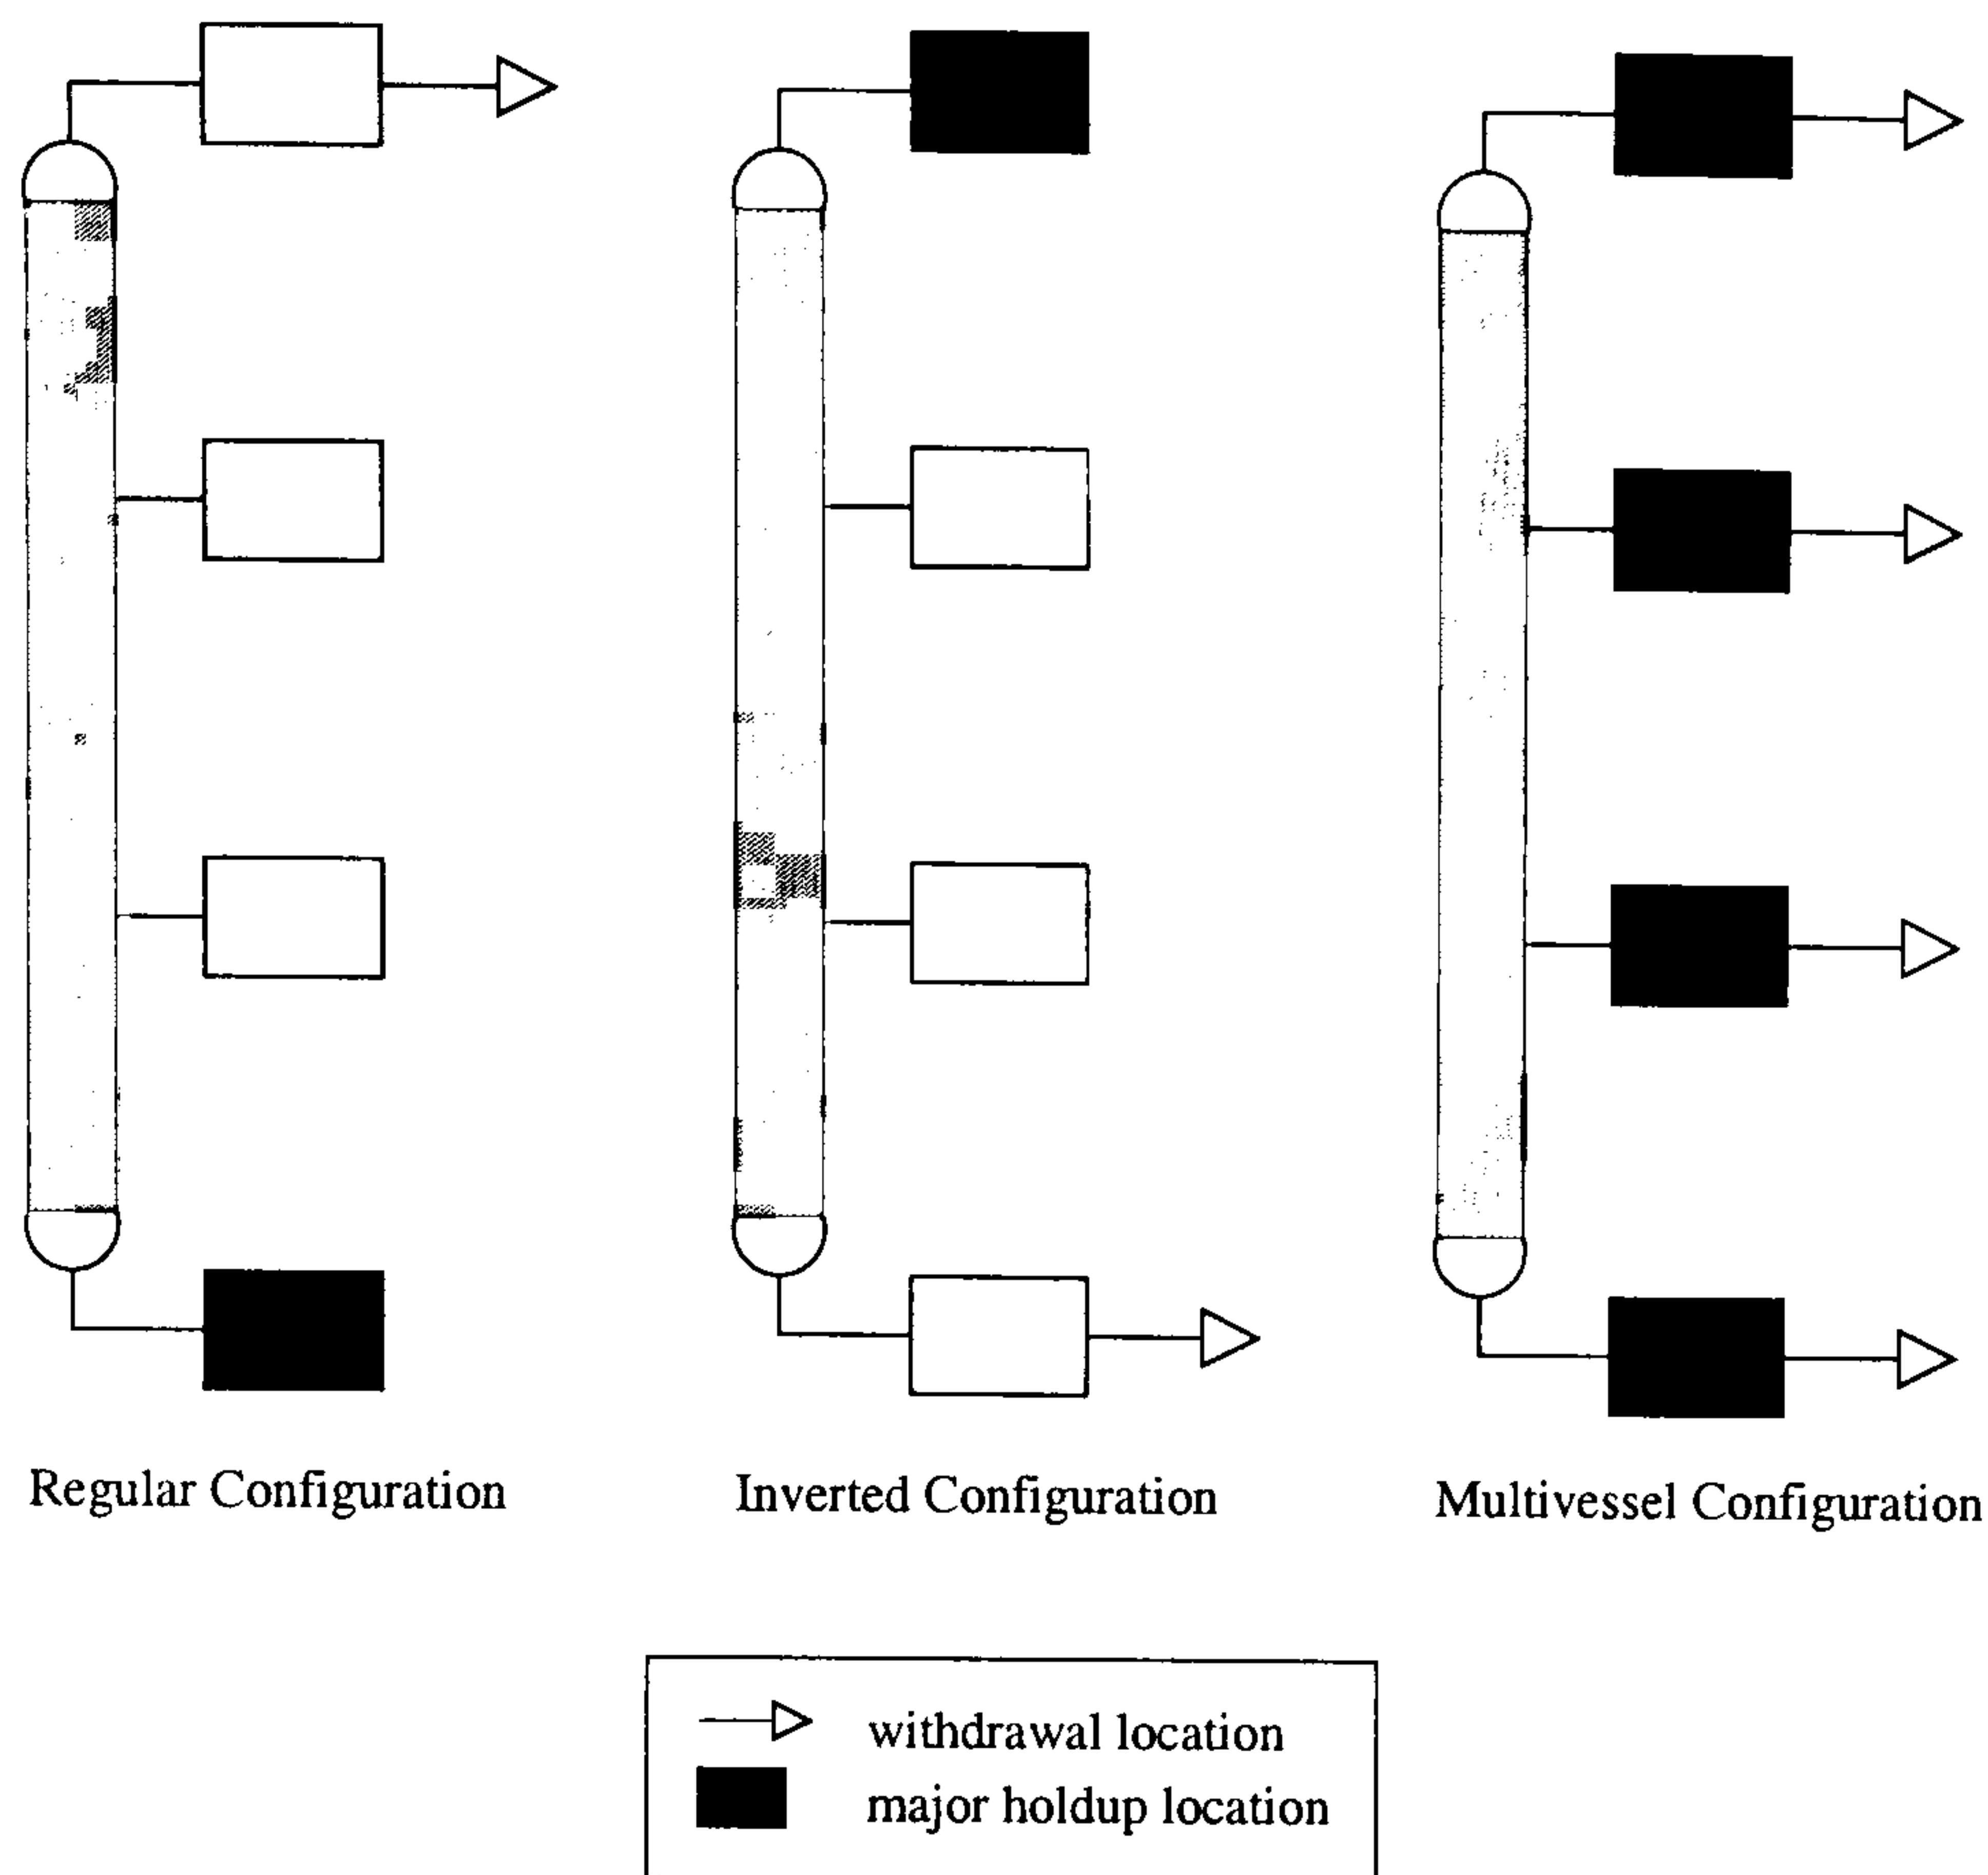 Regular Configuration
Inverted Configuration
Multivessel Configuration
withdrawal location
major holdup location